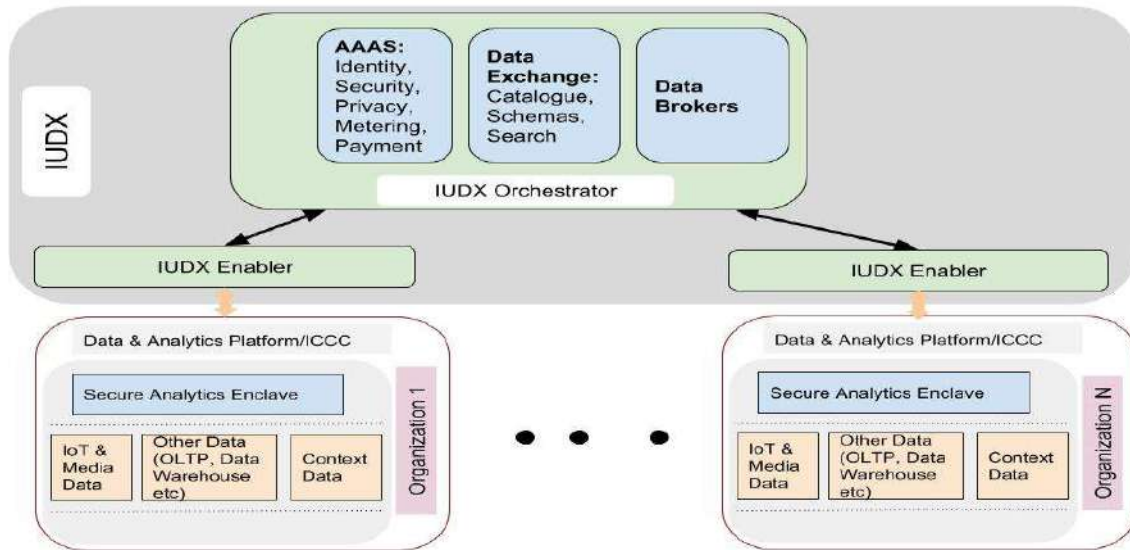 AAAS:
Identity,
Security,
Privacy,
Metering,
Payment
Data
Exchange:
Catalogue,
Schemas,
Search
Data
Brokers
IUDX
IUDX Orchestrator
IUDX Enabler
IUDX Enabler
Data & Analytics Platform/ICCC
Secure Analytics Enclave
IoT &
Media
Data
Other Data
(OLTP, Data
Warehouse
etc)
Context
Data
Organization 1
Data & Analytics Platform/ICCC
Secure Analytics Enclave
IoT &
Media
Data
Other Data
(OLTP, Data
Warehouse
etc)
Context
Data
Organization N